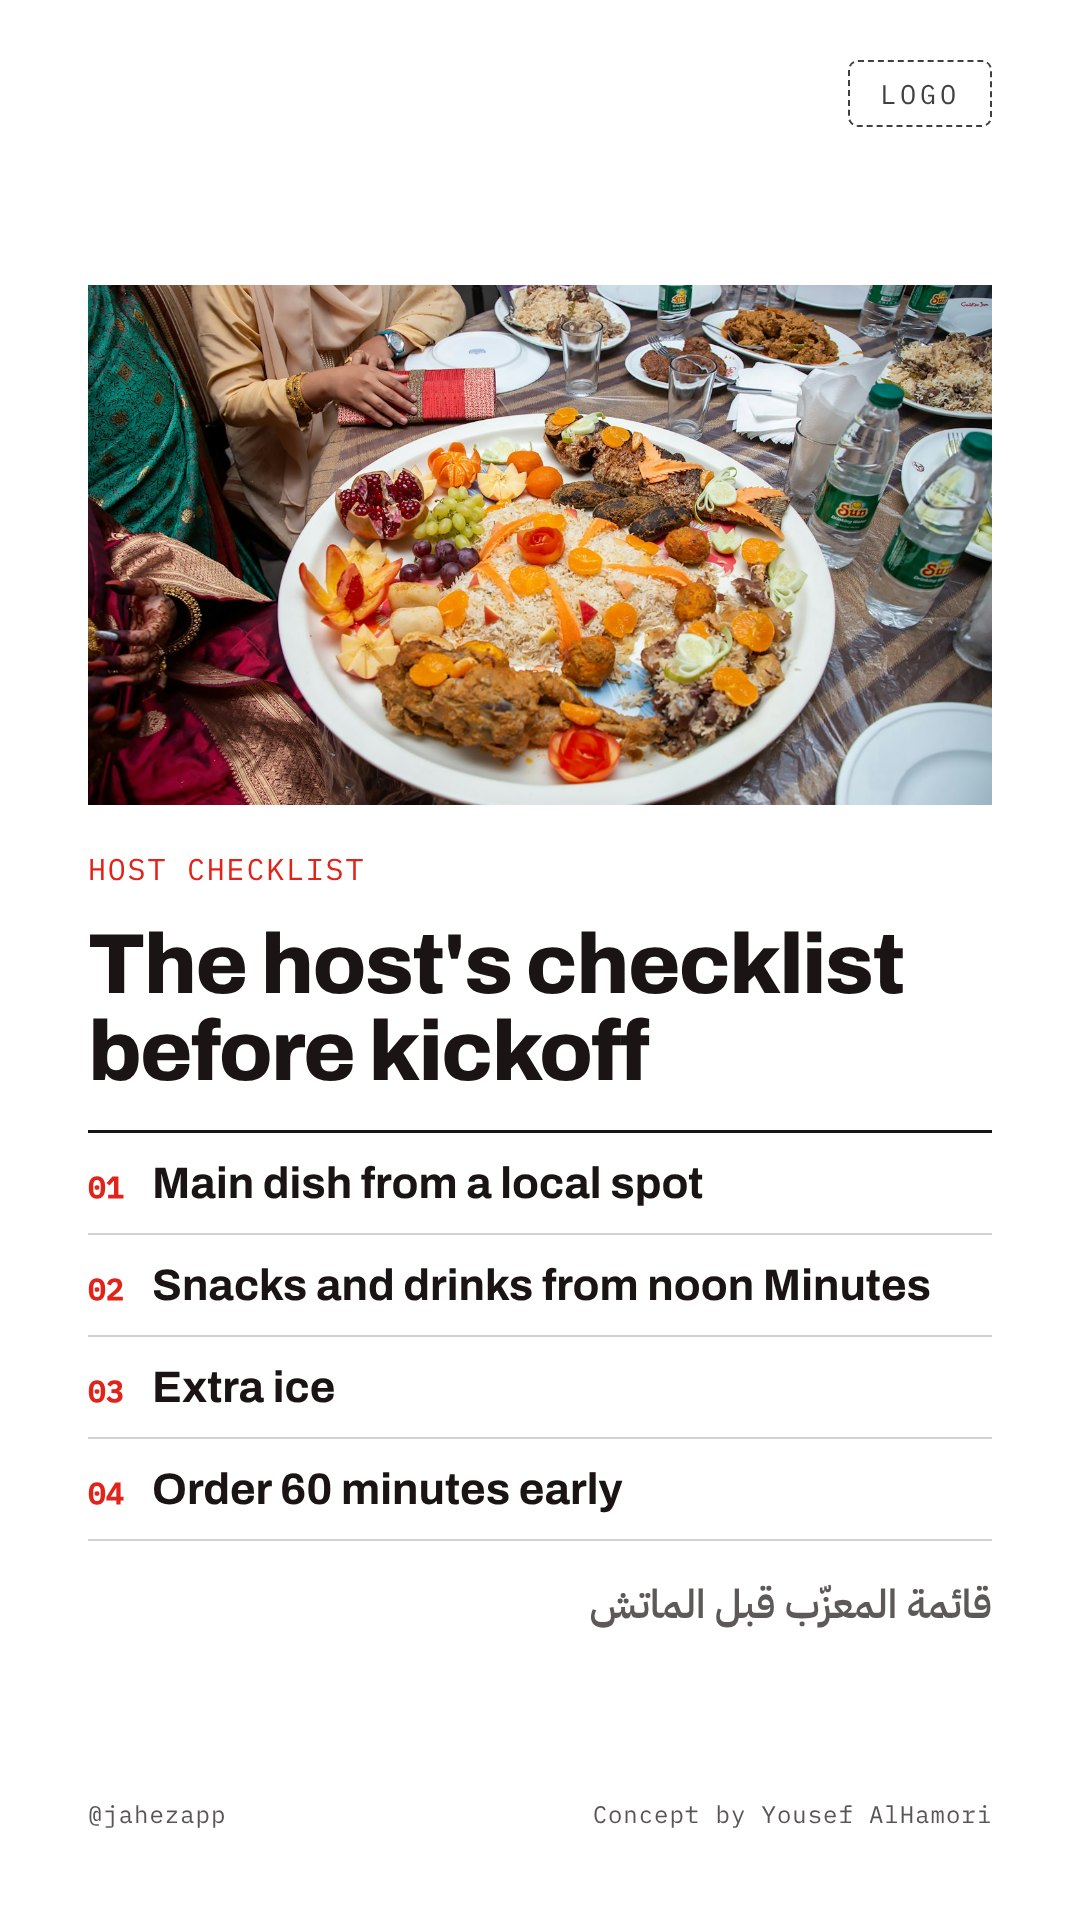 LOGO
Sun
Sun
HOST CHECKLIST
The host's checklist
before kickoff
01 Main dish from a local spot
02 Snacks and drinks from noon Minutes
03 Extra ice
04 Order 60 minutes early
قائمة المعزّب قبل الماتش
@jahezapp
Concept by Yousef AlHamori